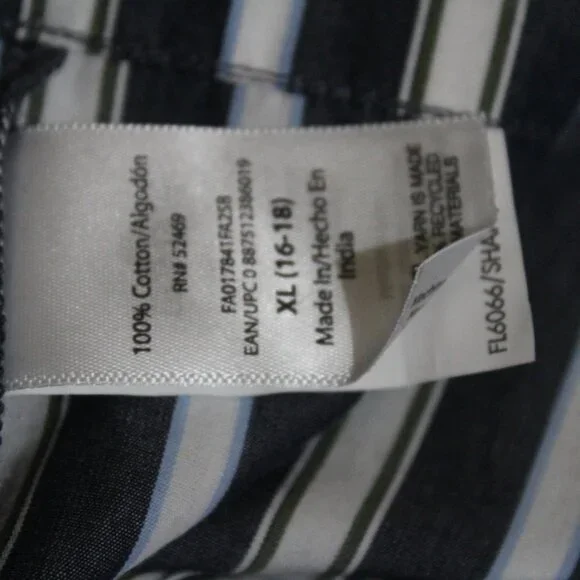 100% Cotton/Algodón
RN# 52469
FA017841FA25B
EAN/UPC 0 887512386019
XL (16-18)
Made In/Hecho En
India
YARN IS MADE
RECYCLED
MATERIALS
FL6066/SHA